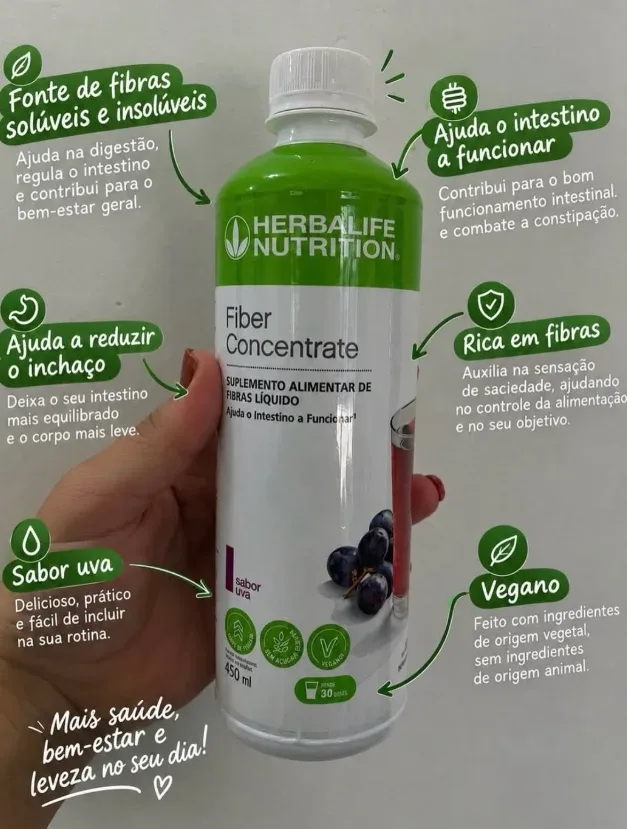 Fonte de fibras
solúveis e insolúveis
Ajuda na digestão,
regula o intestino
e contribui para o
bem-estar geral.
Ajuda o intestino
a funcionar
Contribui para o bom
funcionamento intestinal.
e combate a constipação.
HERBALIFE
NUTRITION®
Fiber
Concentrate
SUPLEMENTO ALIMENTAR DE
FIBRAS LÍQUIDO
Ajuda o Intestino a Funcionar¹
Ajuda a reduzir
o inchaço
Deixa o seu intestino
mais equilibrado
e o corpo mais leve.
Rica em fibras
Auxilia na sensação
de saciedade, ajudando
no controle da alimentação
e no seu objetivo.
Sabor uva
Delicioso, prático
e fácil de incluir
na sua rotina.
sabor
uva
Vegano
Feito com ingredientes
de origem vegetal,
sem ingredientes
de origem animal.
VEGANO
450 ml
RENDE
30 DOSES
Mais saúde,
bem-estar e
leveza no seu dia!